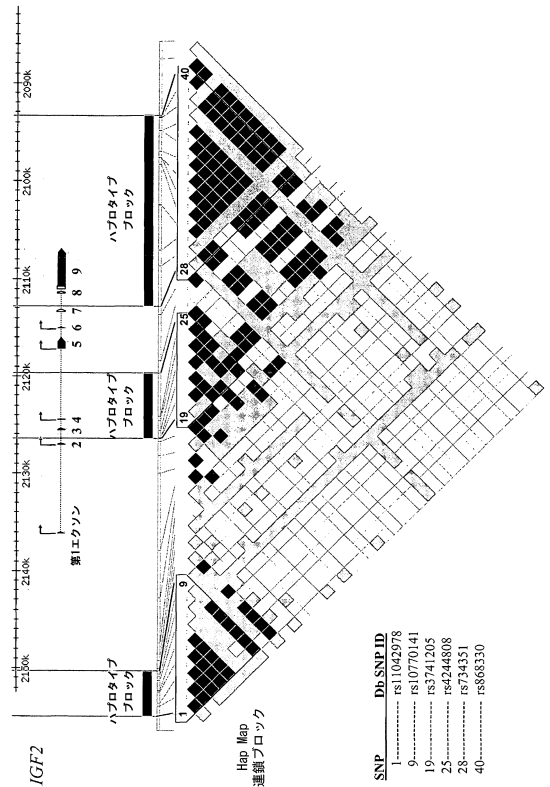 IGF2
2150k
2140k
2130k
2120k
2110k
2100k
2090k
第1エクソン
2
3
4
5
6
7
8
9
ハプロタイプ
ブロック
ハプロタイプ
ブロック
ハプロタイプ
ブロック
1
9
19
25
28
40
Hap Map
連鎖ブロック
SNP Db SNP ID
1----------rs11042978
9----------rs10770141
19----------rs3741205
25----------rs4244808
28----------rs734351
40----------rs868330